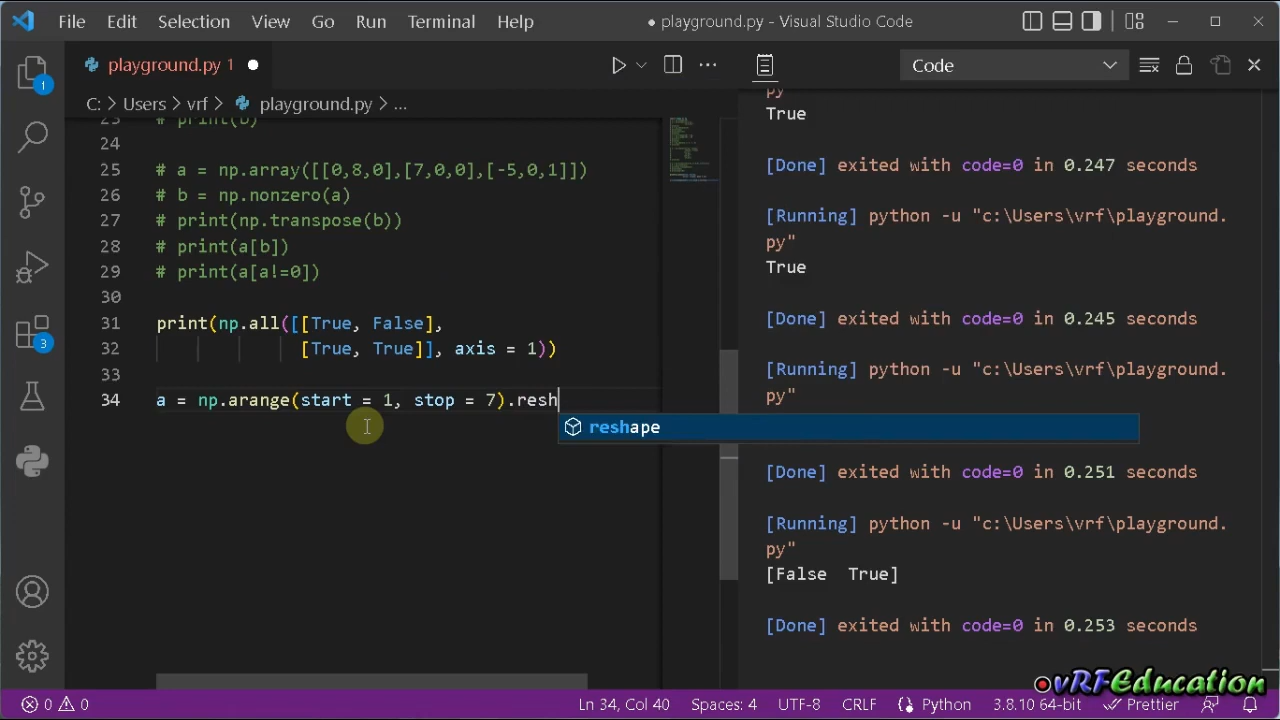 File Edit Selection View Go Run Terminal Help ● playground.py - Visual Studio Code
playground.py 1 ●
Code
C: > Users > vrf > playground.py > ...
1
3
23 # print(b)
24
25 # a = np.array([[0,8,0],[7,0,0],[-5,0,1]])
26 # b = np.nonzero(a)
27 # print(np.transpose(b))
28 # print(a[b])
29 # print(a[a!=0])
30
31 print(np.all([[True, False],
32 [True, True]], axis = 1))
33
34 a = np.arange(start = 1, stop = 7).resh
reshape
py
True
[Done] exited with code=0 in 0.247 seconds
[Running] python -u "c:\Users\vrf\playground.
py"
True
[Done] exited with code=0 in 0.245 seconds
[Running] python -u "c:\Users\vrf\playground.
py"
[Done] exited with code=0 in 0.251 seconds
[Running] python -u "c:\Users\vrf\playground.
py"
[False  True]
[Done] exited with code=0 in 0.253 seconds
vRFEducation
0 0 Ln 34, Col 40 Spaces: 4 UTF-8 CRLF Python 3.8.10 64-bit Prettier